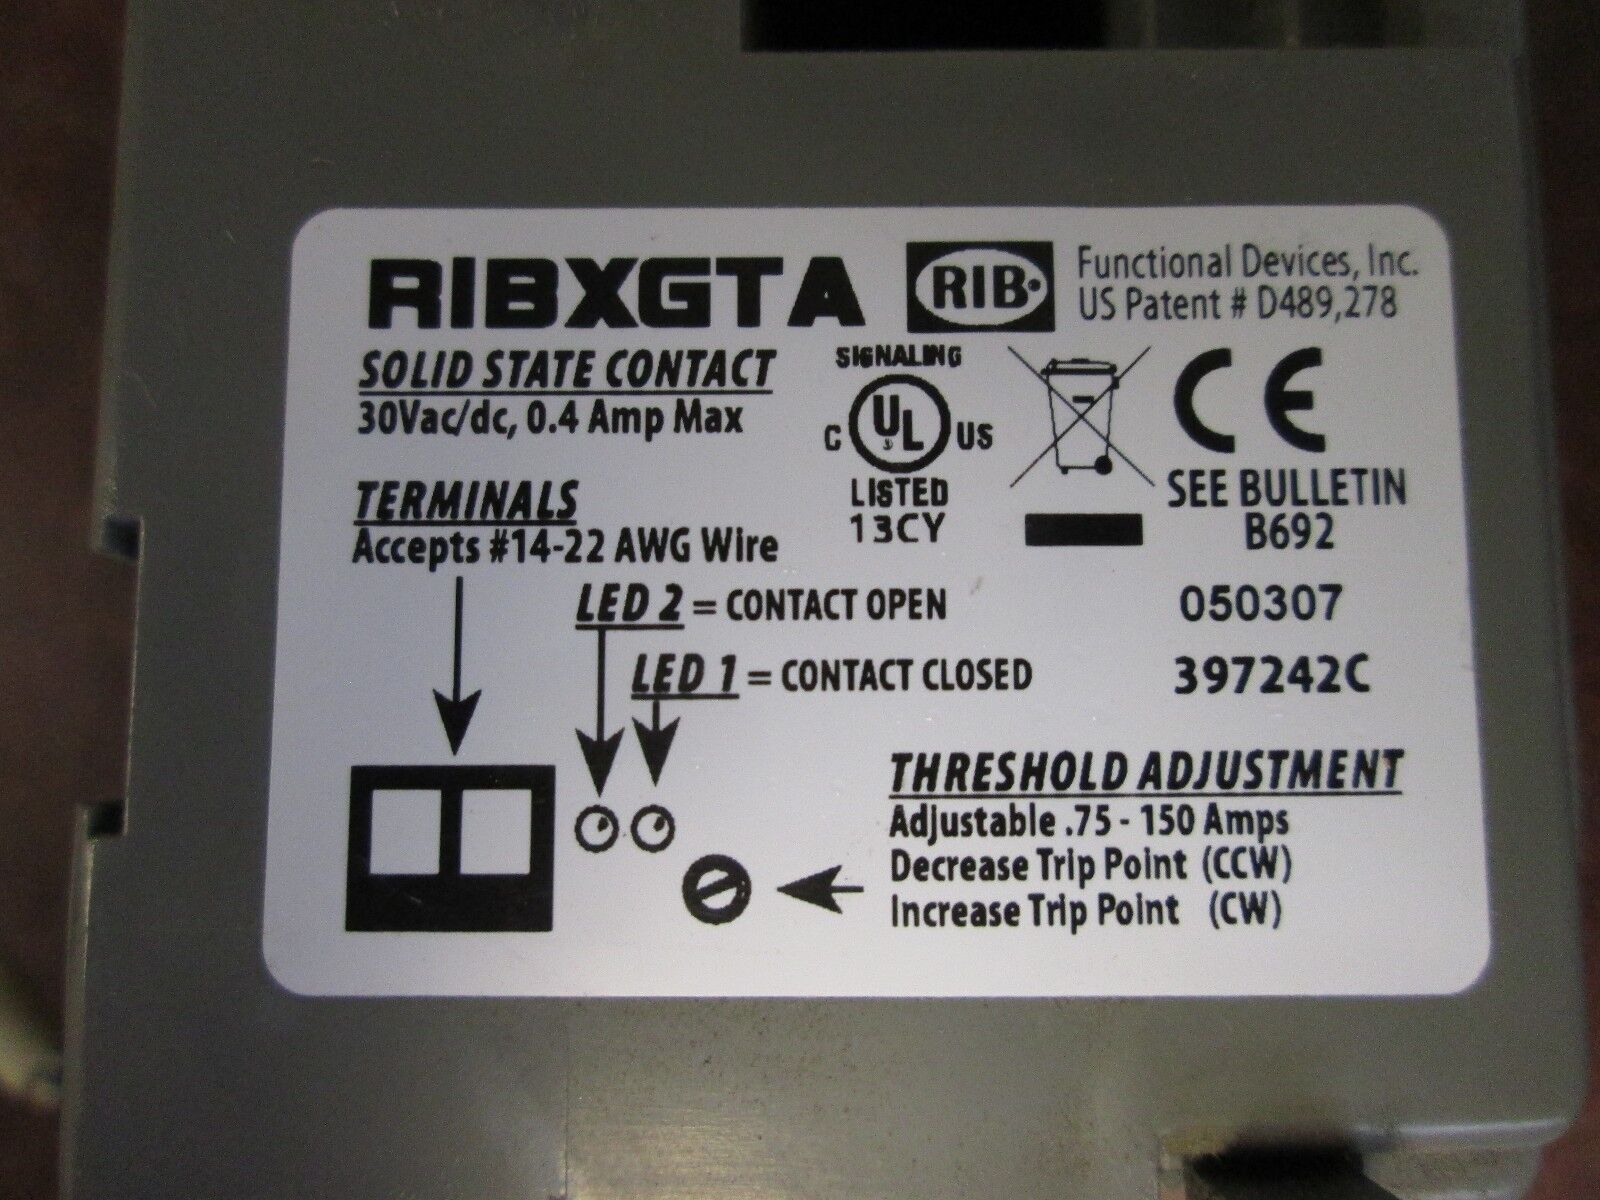 RIBXGTA
RIB
Functional Devices, Inc.
US Patent # D489,278
SOLID STATE CONTACT
30Vac/dc, 0.4 Amp Max
SIGNALING
C UL US
LISTED
13CY
CE
SEE BULLETIN
B692
TERMINALS
Accepts #14-22 AWG Wire
LED 2 = CONTACT OPEN
LED 1 = CONTACT CLOSED
050307
397242C
THRESHOLD ADJUSTMENT
Adjustable .75 - 150 Amps
Decrease Trip Point (CCW)
Increase Trip Point (CW)